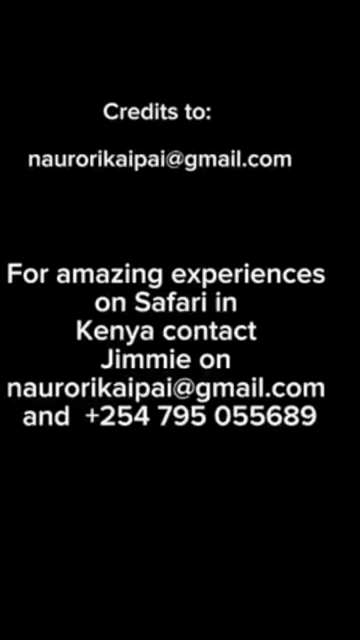 Credits to:
naurorikaipai@gmail.com
For amazing experiences
on Safari in
Kenya contact
Jimmie on
naurorikaipai@gmail.com
and +254 795 055689